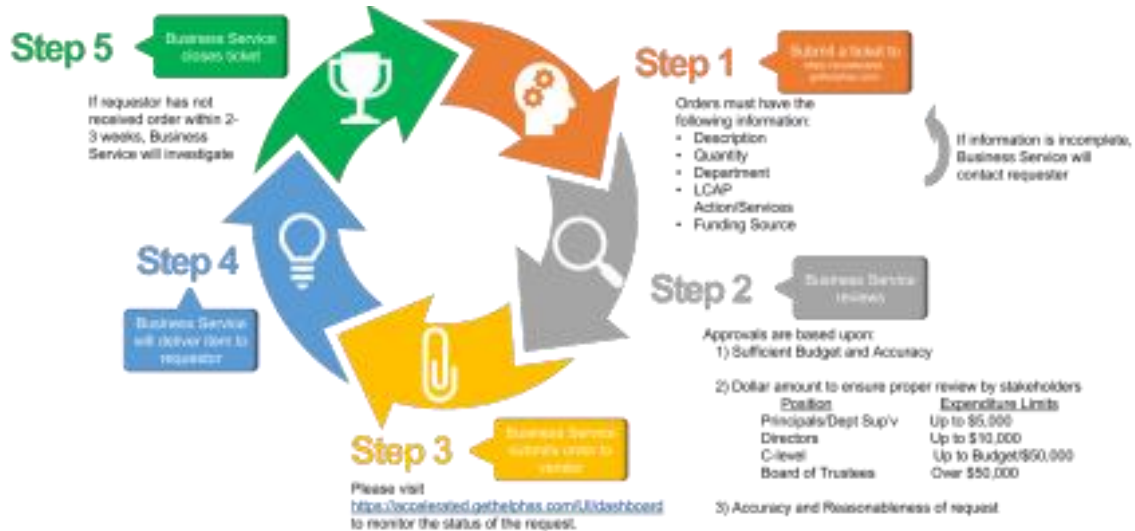 Step 1
Submit a ticket to
Orders must have the
following information:
• Description
• Quantity
• Department
• LCAP
Action/Services
• Funding Source
If information is incomplete,
Business Service will
contact requester
Step 2
Business Service
reviews
Approvals are based upon:
1) Sufficient Budget and Accuracy
2) Dollar amount to ensure proper review by stakeholders
Position Expenditure Limits
Principals/Dept Sup'v Up to $5,000
Directors Up to $10,000
C-level Up to Budget/$50,000
Board of Trustees Over $50,000
3) Accuracy and Reasonableness of request
Step 3
Business Service
submits order to
vendor
Please visit
https://accelerated.gethelphss.com/UI/dashboard
to monitor the status of the request.
Step 4
Business Service
will deliver item to
requestor
Step 5
Business Service
closes ticket
If requestor has not
received order within 2-
3 weeks, Business
Service will investigate